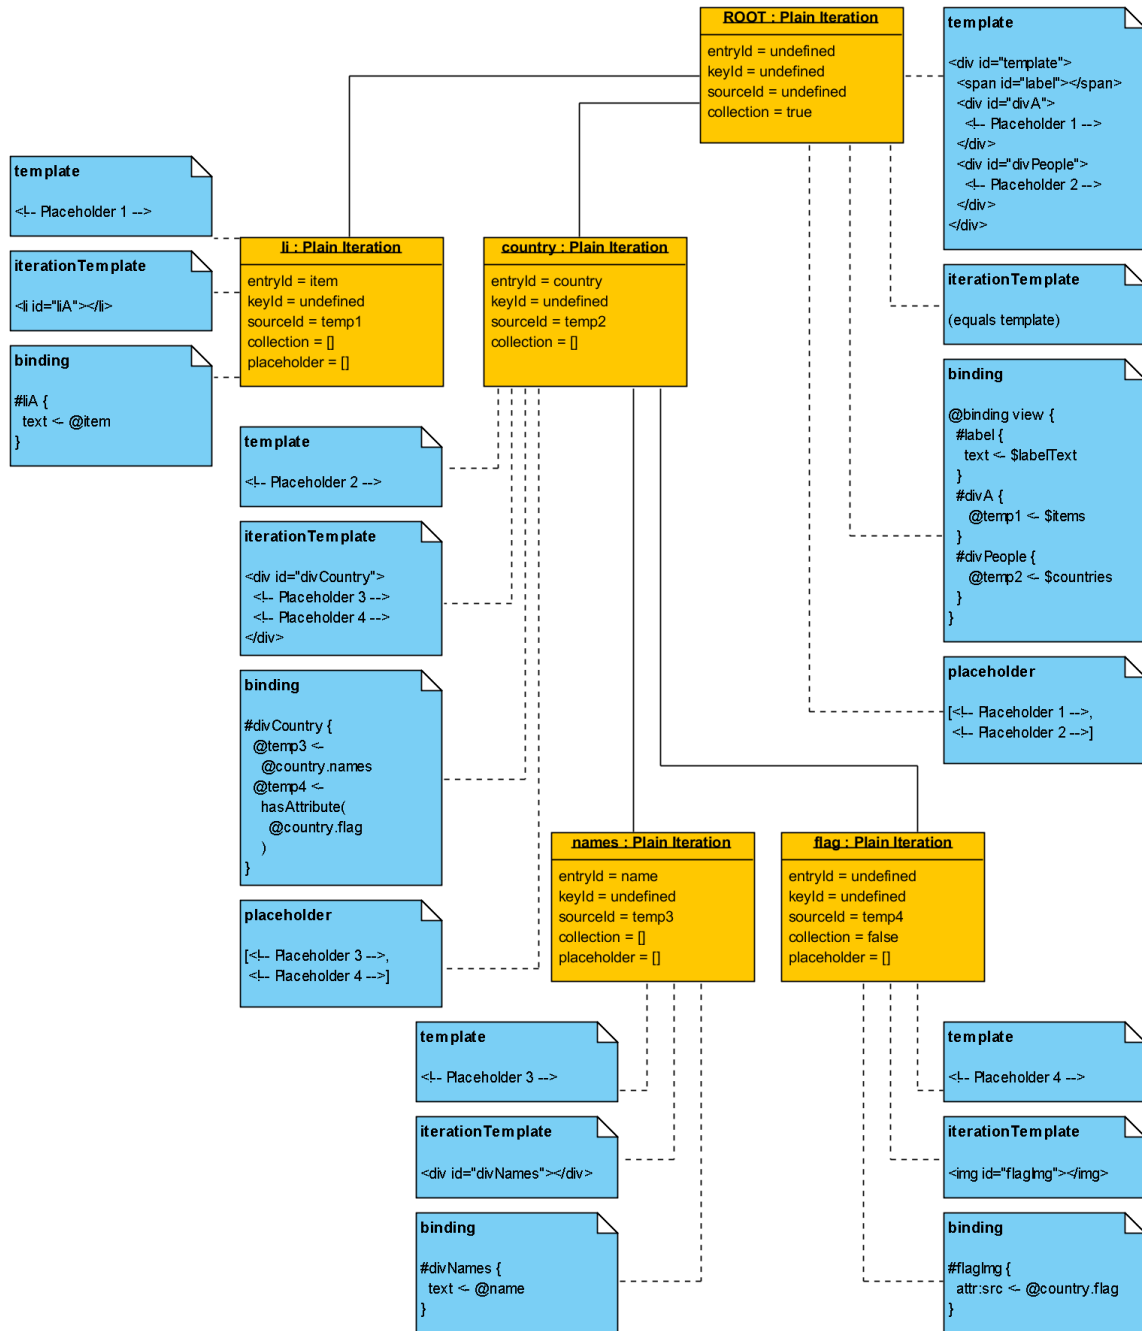 ROOT : Plain Iteration
entryId = undefined
keyId = undefined
sourceId = undefined
collection = true
template
<div id="template">
<span id="label"></span>
<div id="divA">
<!-- Placeholder 1 -->
</div>
<div id="divPeople">
<!-- Placeholder 2 -->
</div>
</div>
template
<!-- Placeholder 1 -->
iterationTemplate
<li id="liA"></li>
binding
#liA {
text <- @item
}
li : Plain Iteration
entryId = item
keyId = undefined
sourceId = temp1
collection = []
placeholder = []
country : Plain Iteration
entryId = country
keyId = undefined
sourceId = temp2
collection = []
iterationTemplate
(equals template)
binding
@binding view {
#label {
text <- $labelText
}
#divA {
@temp1 <- $items
}
#divPeople {
@temp2 <- $countries
}
}
placeholder
[<!-- Placeholder 1 -->,
<!-- Placeholder 2 -->]
template
<!-- Placeholder 2 -->
iterationTemplate
<div id="divCountry">
<!-- Placeholder 3 -->
<!-- Placeholder 4 -->
</div>
binding
#divCountry {
@temp3 <-
@country.names
@temp4 <-
hasAttribute(
@country.flag
)
}
placeholder
[<!-- Placeholder 3 -->,
<!-- Placeholder 4 -->]
names : Plain Iteration
entryId = name
keyId = undefined
sourceId = temp3
collection = []
placeholder = []
flag : Plain Iteration
entryId = undefined
keyId = undefined
sourceId = temp4
collection = false
placeholder = []
template
<!-- Placeholder 3 -->
iterationTemplate
<div id="divNames"></div>
binding
#divNames {
text <- @name
}
template
<!-- Placeholder 4 -->
iterationTemplate
<img id="flagImg"></img>
binding
#flagImg {
attr:src <- @country.flag
}